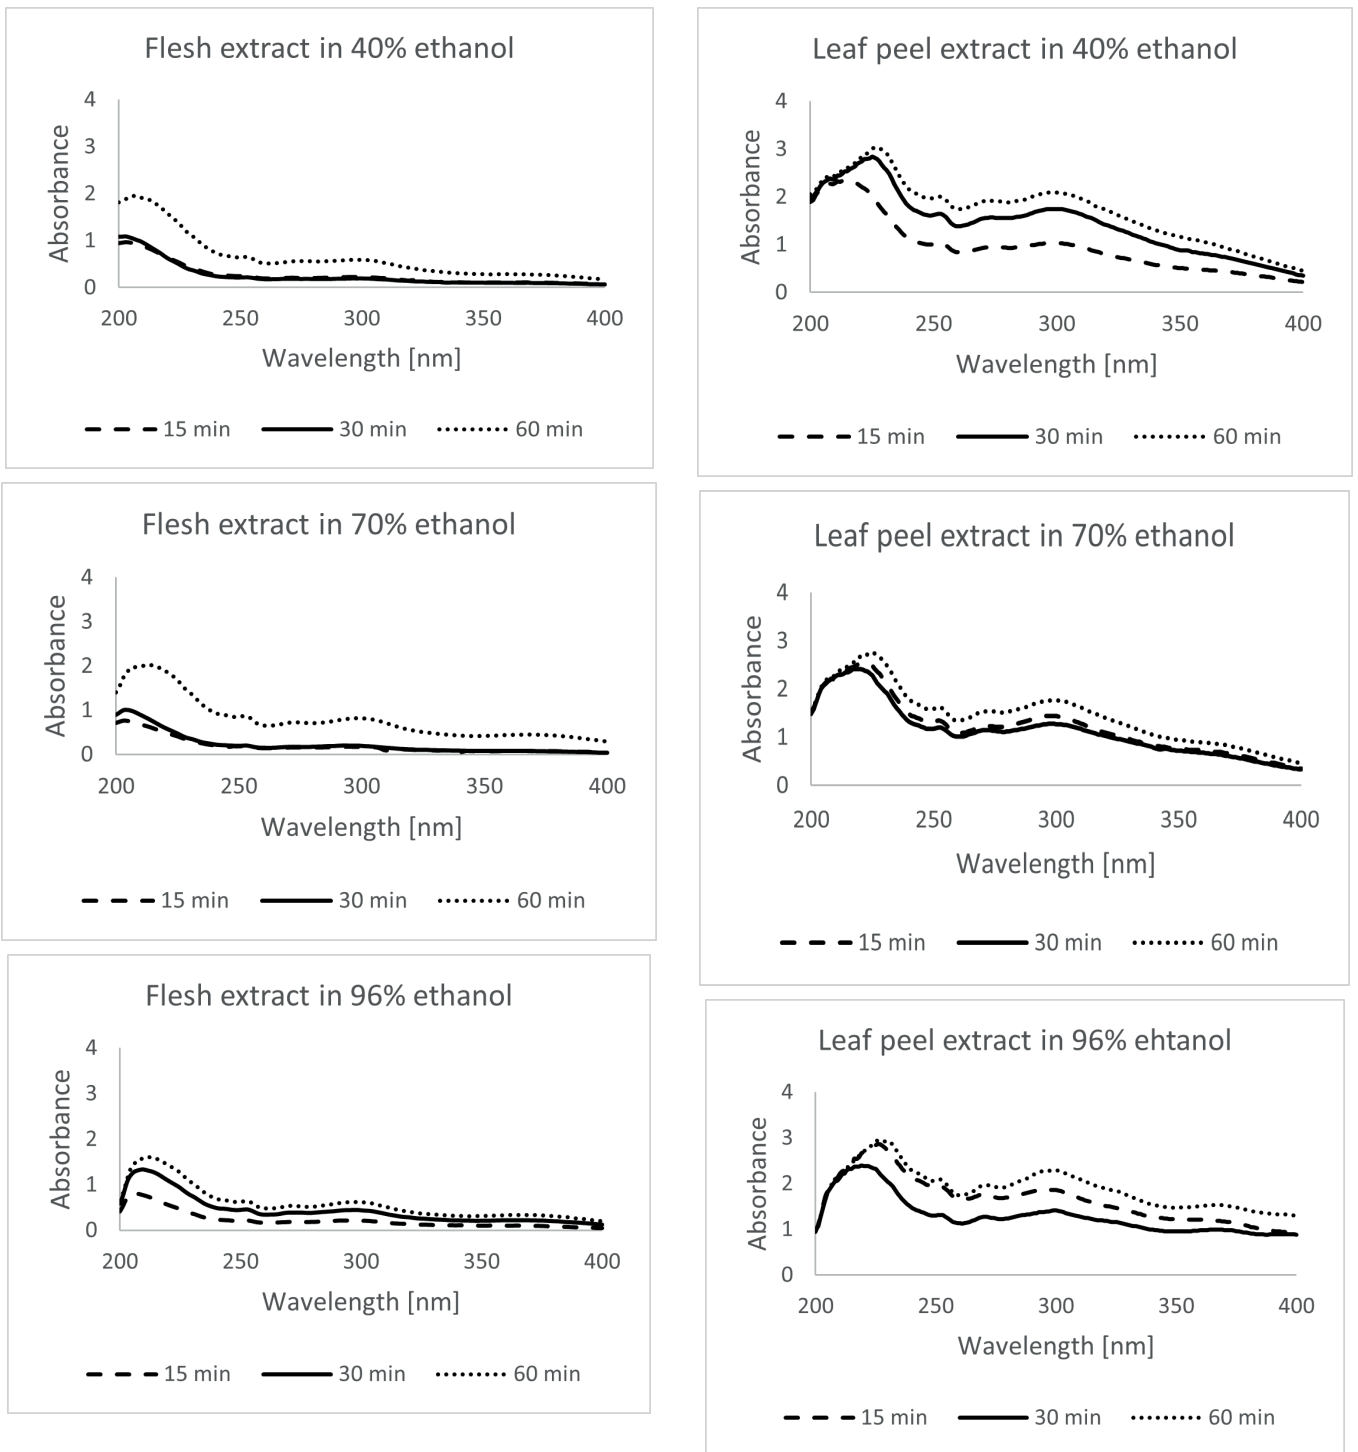 Flesh extract in 40% ethanol
Absorbance
4
3
2
1
0
200 250 300 350 400
Wavelength [nm]
15 min 30 min 60 min
Leaf peel extract in 40% ethanol
Absorbance
4
3
2
1
0
200 250 300 350 400
Wavelength [nm]
15 min 30 min 60 min
Flesh extract in 70% ethanol
Absorbance
4
3
2
1
0
200 250 300 350 400
Wavelength [nm]
15 min 30 min 60 min
Leaf peel extract in 70% ethanol
Absorbance
4
3
2
1
0
200 250 300 350 400
Wavelength [nm]
15 min 30 min 60 min
Flesh extract in 96% ethanol
Absorbance
4
3
2
1
0
200 250 300 350 400
Wavelength [nm]
15 min 30 min 60 min
Leaf peel extract in 96% ehtanol
Absorbance
4
3
2
1
0
200 250 300 350 400
Wavelength [nm]
15 min 30 min 60 min